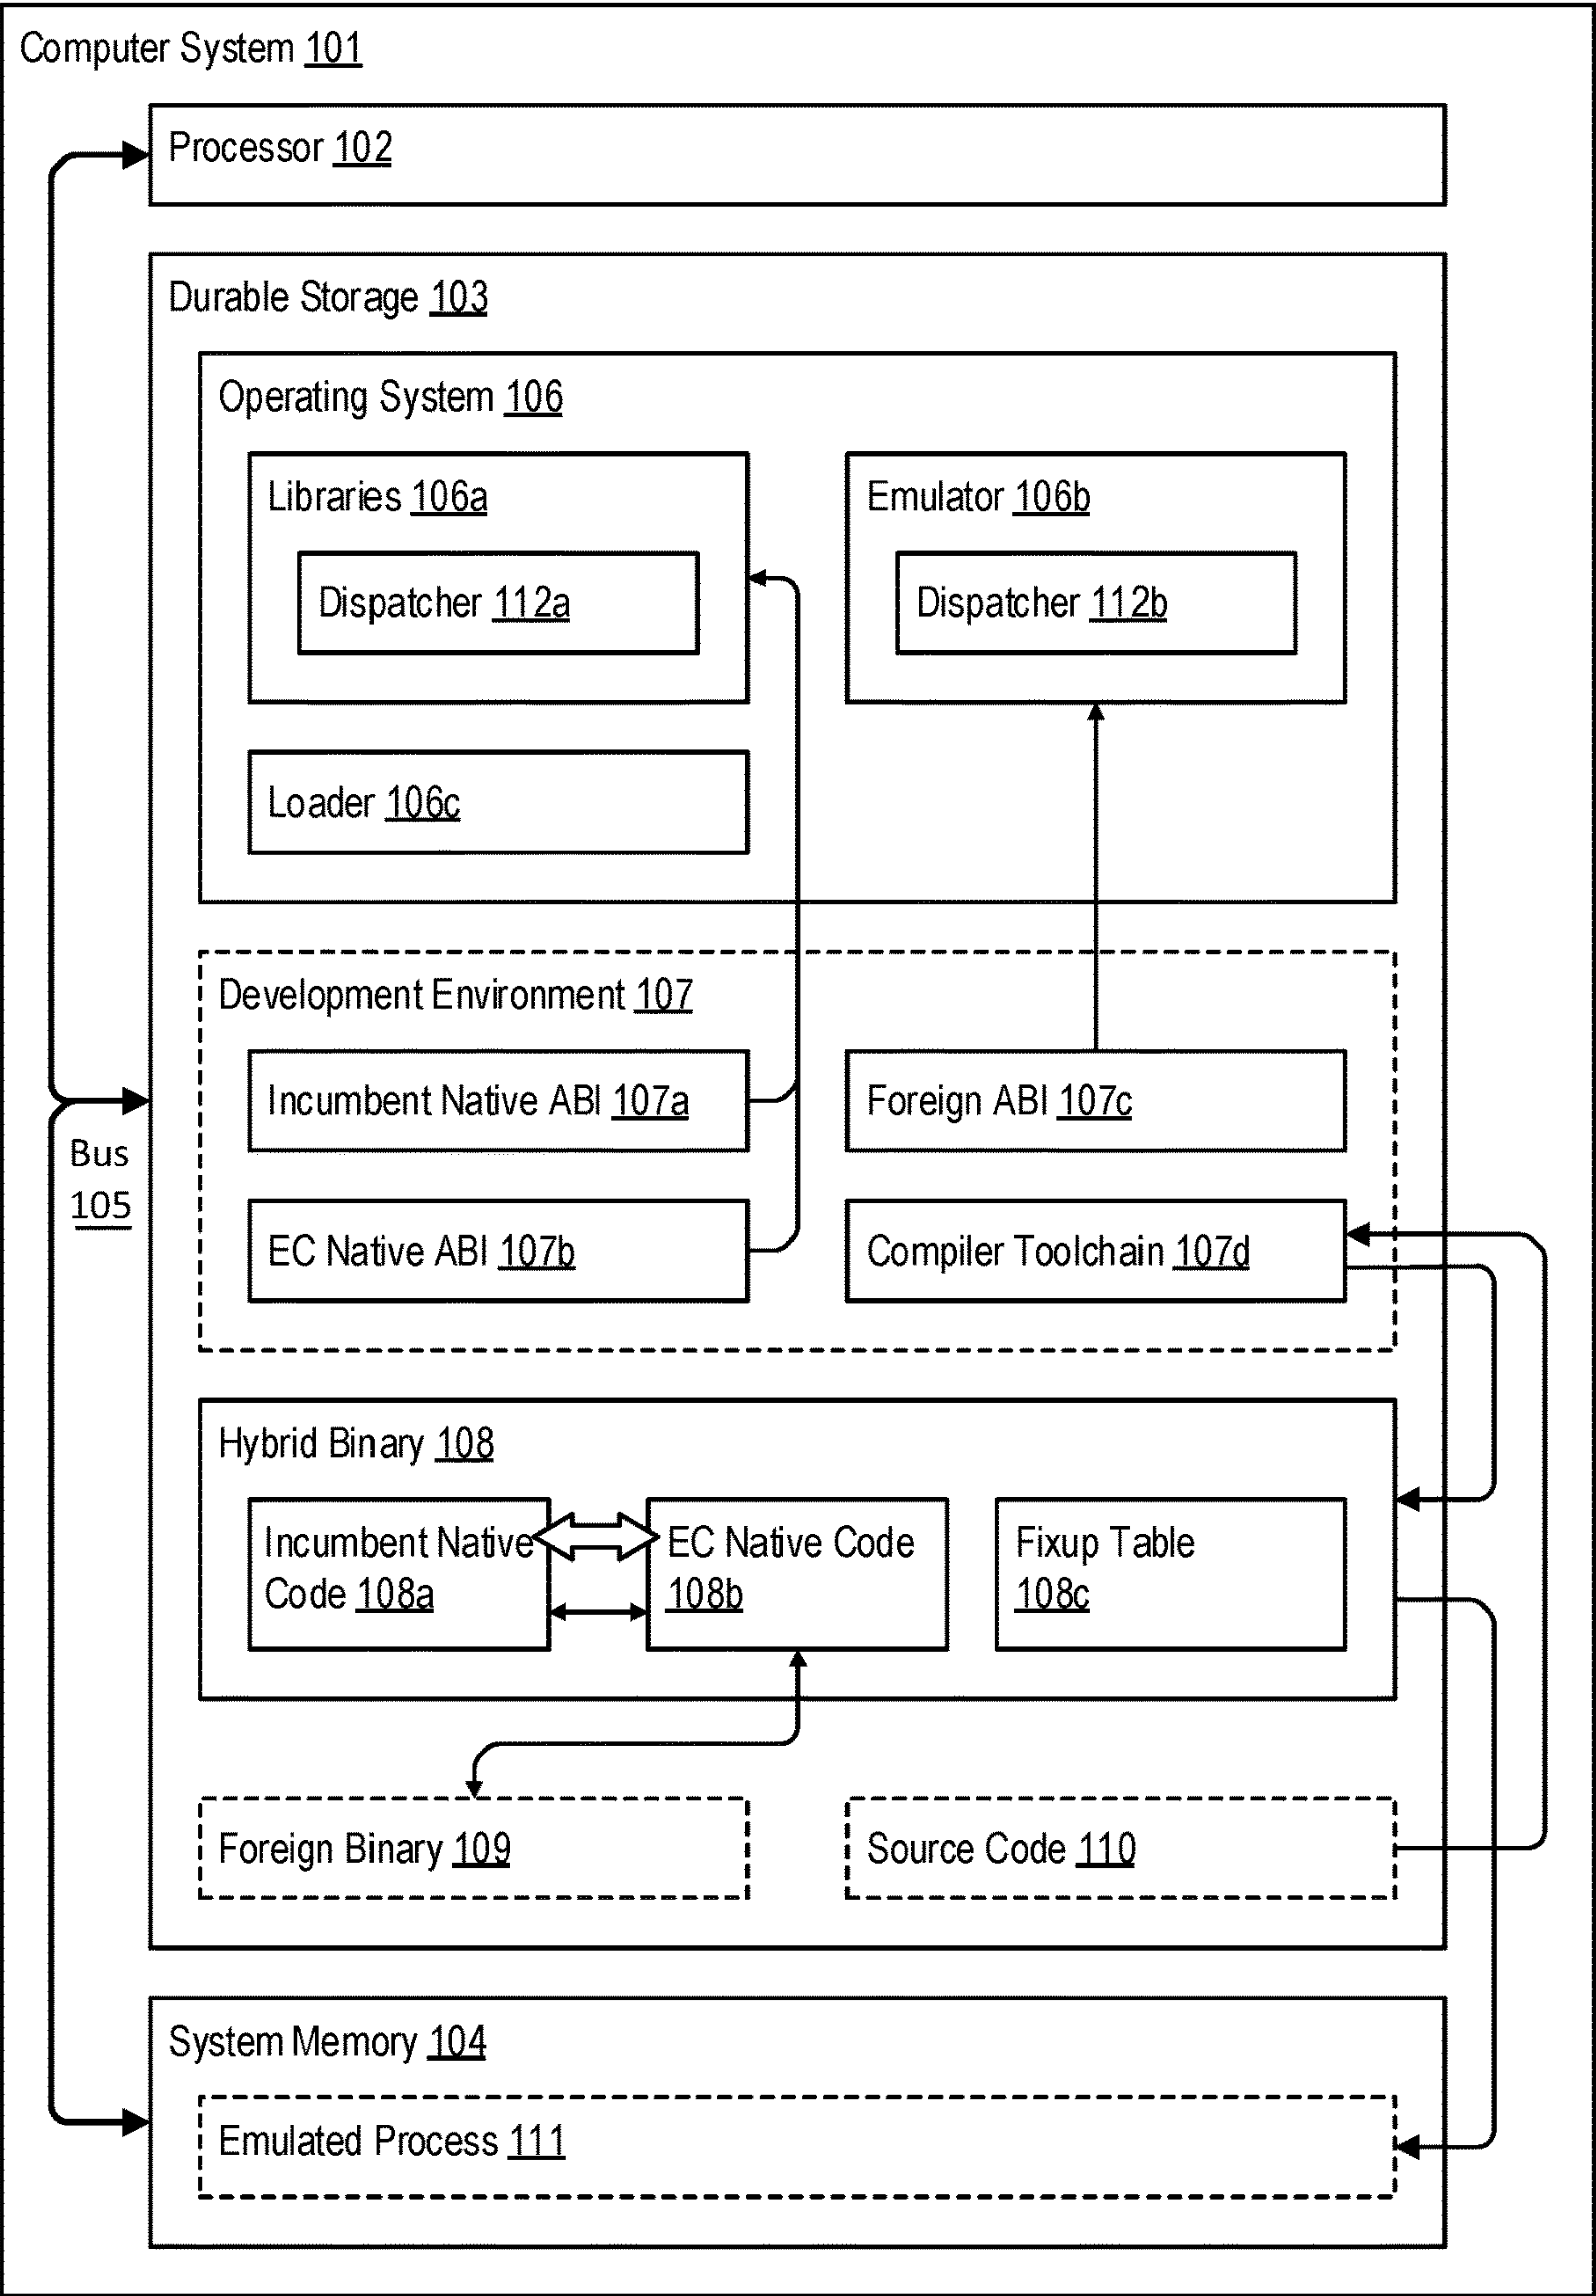 Computer System 101
Processor 102
Durable Storage 103
Operating System 106
Libraries 106a
Emulator 106b
Dispatcher 112a
Dispatcher 112b
Loader 106c
Development Environment 107
Incumbent Native ABI 107a
Foreign ABI 107c
Bus
105
EC Native ABI 107b
Compiler Toolchain 107d
Hybrid Binary 108
Incumbent Native
Code 108a
EC Native Code
108b
Fixup Table
108c
Foreign Binary 109
Source Code 110
System Memory 104
Emulated Process 111